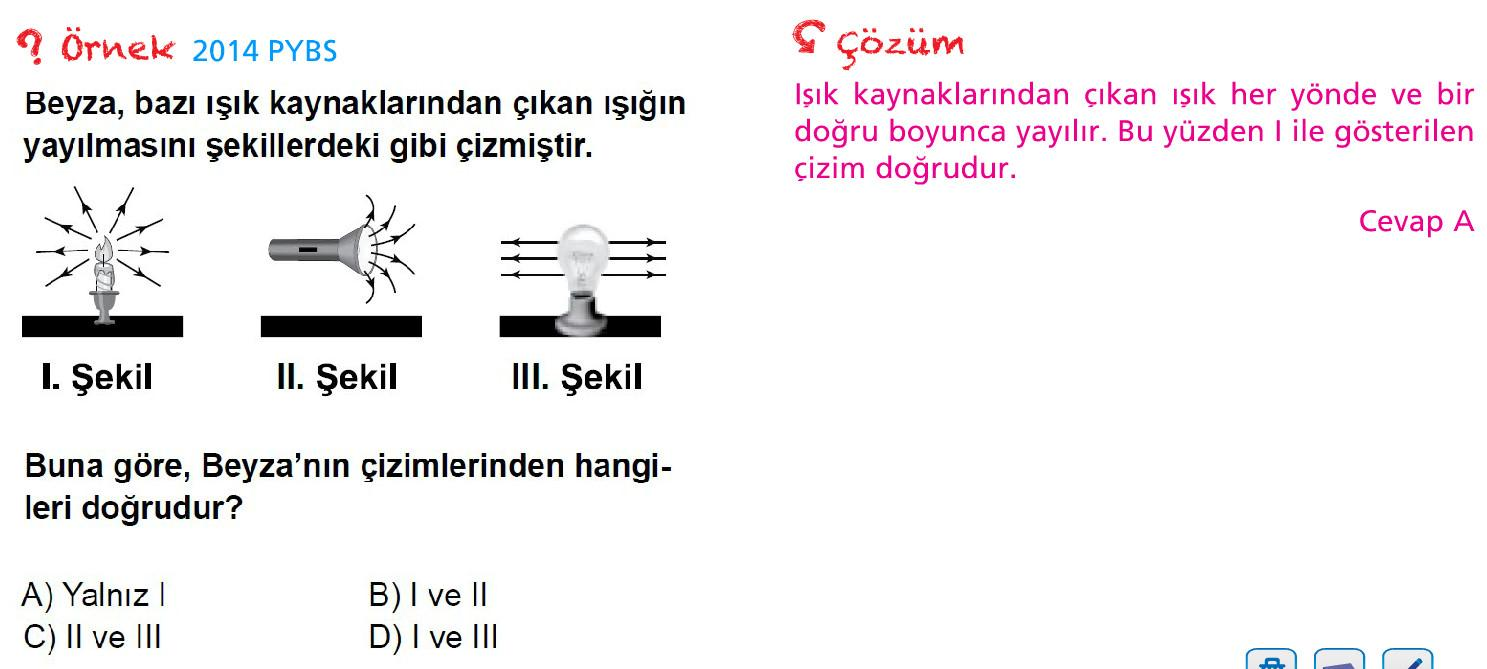 ? Örnek 2014 PYBS
Beyza, bazı ışık kaynaklarından çıkan ışığın
yayılmasını şekillerdeki gibi çizmiştir.
I. Şekil
II. Şekil
III. Şekil
Buna göre, Beyza’nın çizimlerinden hangi-
leri doğrudur?
A) Yalnız I
B) I ve II
C) II ve III
D) I ve III
Çözüm
Işık kaynaklarından çıkan ışık her yönde ve bir
doğru boyunca yayılır. Bu yüzden I ile gösterilen
çizim doğrudur.
Cevap A